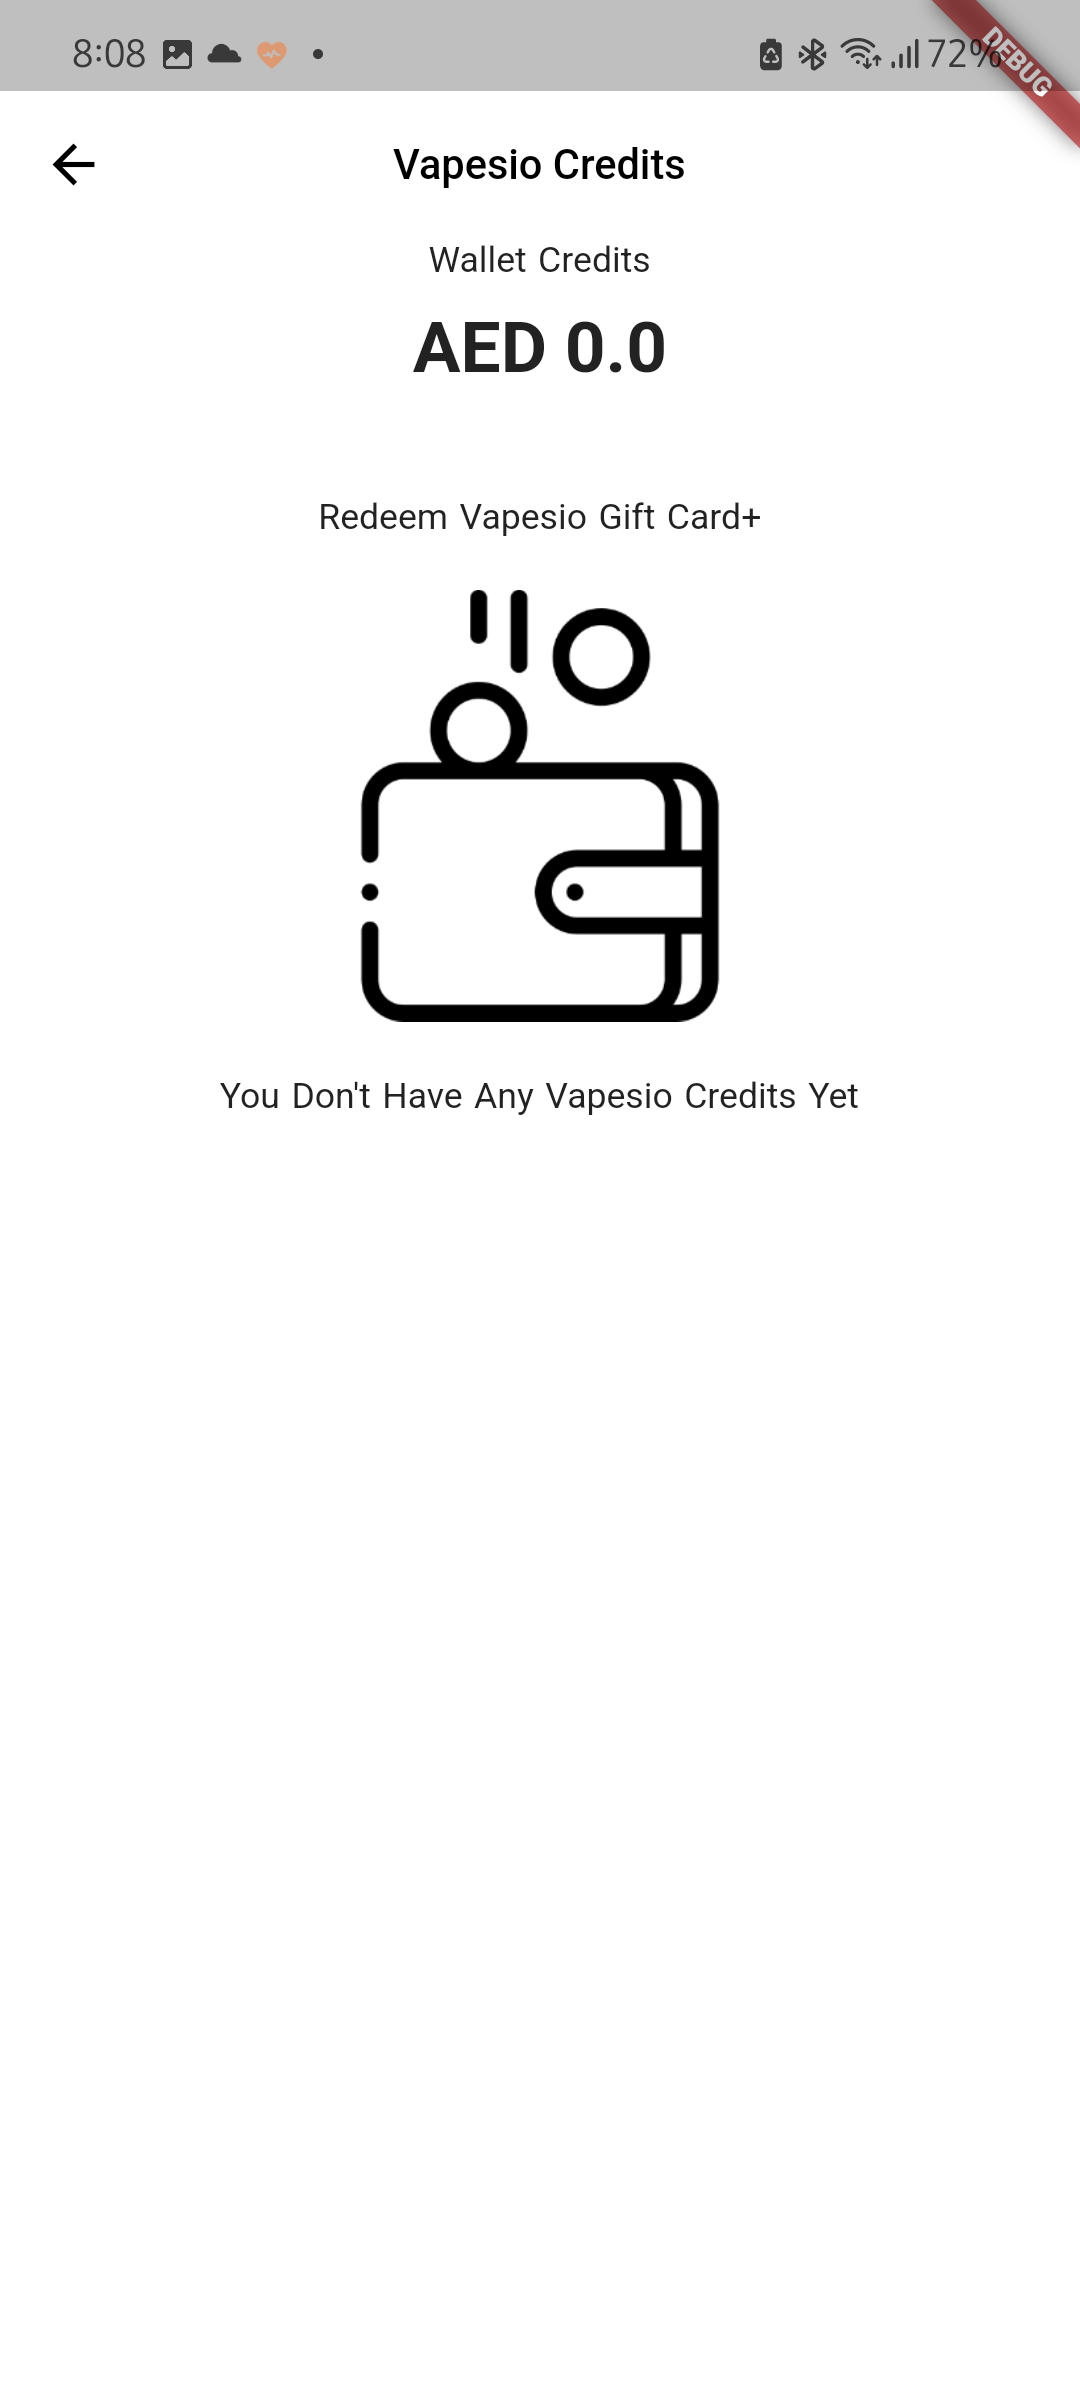 8:08
72%
DEBUG
Vapesio Credits
Wallet Credits
AED 0.0
Redeem Vapesio Gift Card+
You Don't Have Any Vapesio Credits Yet